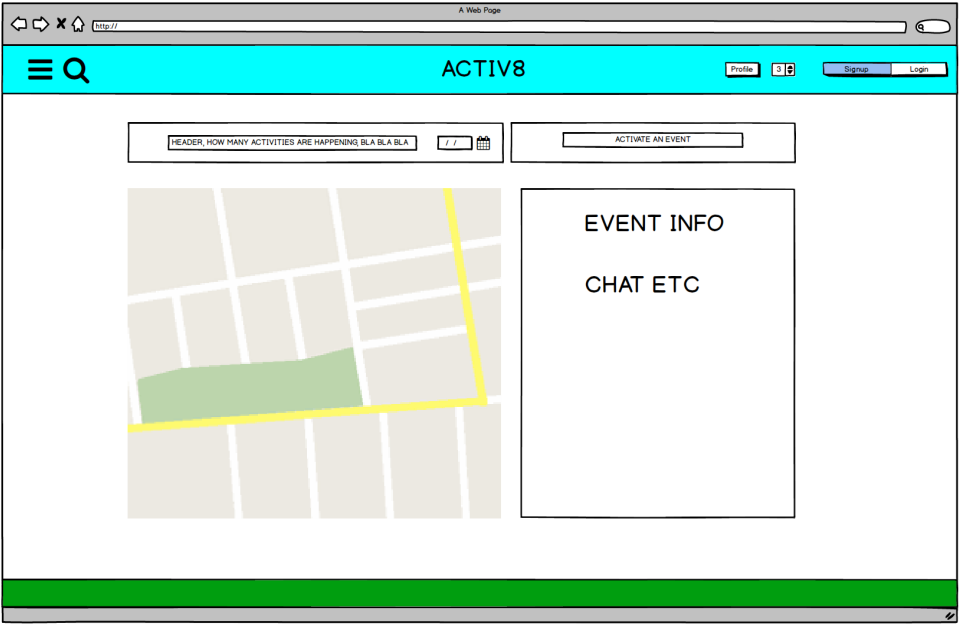 A Web Page
http://
ACTIV8
Profile
3
Signup
Login
HEADER, HOW MANY ACTIVITIES ARE HAPPENING, BLA BLA BLA
/ /
ACTIVATE AN EVENT
EVENT INFO
CHAT ETC